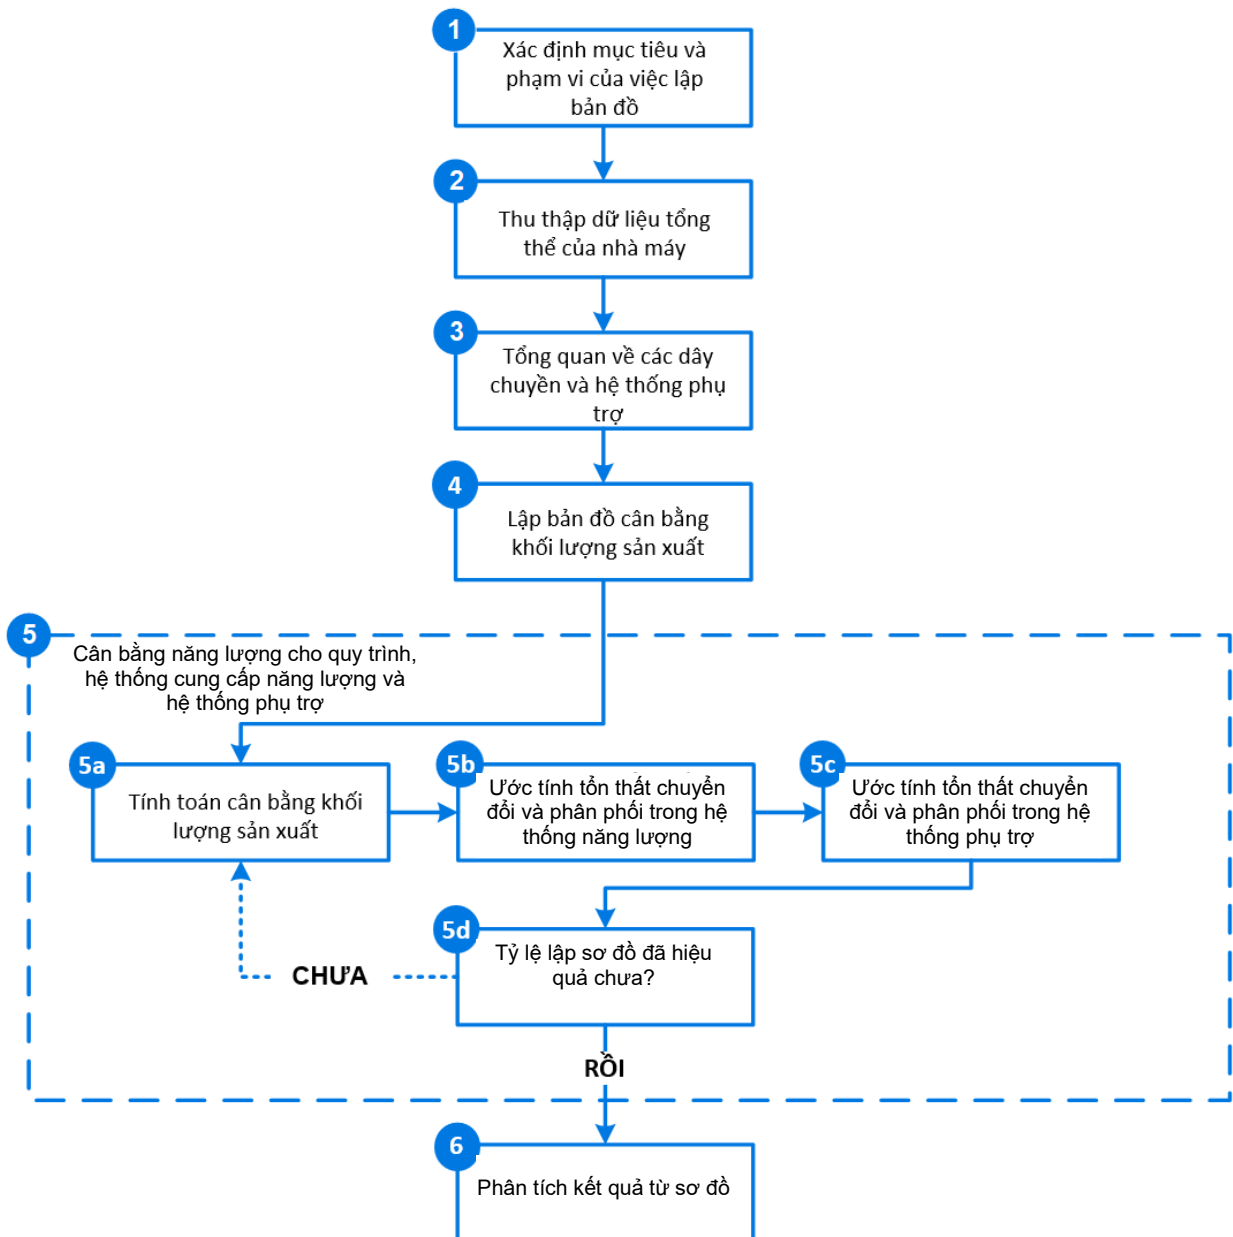 1
Xác định mục tiêu và
phạm vi của việc lập
bản đồ
2
Thu thập dữ liệu tổng
thể của nhà máy
3
Tổng quan về các dây
chuyền và hệ thống phụ
trợ
4
Lập bản đồ cân bằng
khối lượng sản xuất
5
Cân bằng năng lượng cho quy trình,
hệ thống cung cấp năng lượng và
hệ thống phụ trợ
5a
Tính toán cân bằng khối
lượng sản xuất
5b
Ước tính tổn thất chuyển
đổi và phân phối trong hệ
thống năng lượng
5c
Ước tính tổn thất chuyển
đổi và phân phối trong hệ
thống phụ trợ
5d
Tỷ lệ lập sơ đồ đã hiệu
quả chưa?
CHƯA
RỒI
6
Phân tích kết quả từ sơ đồ